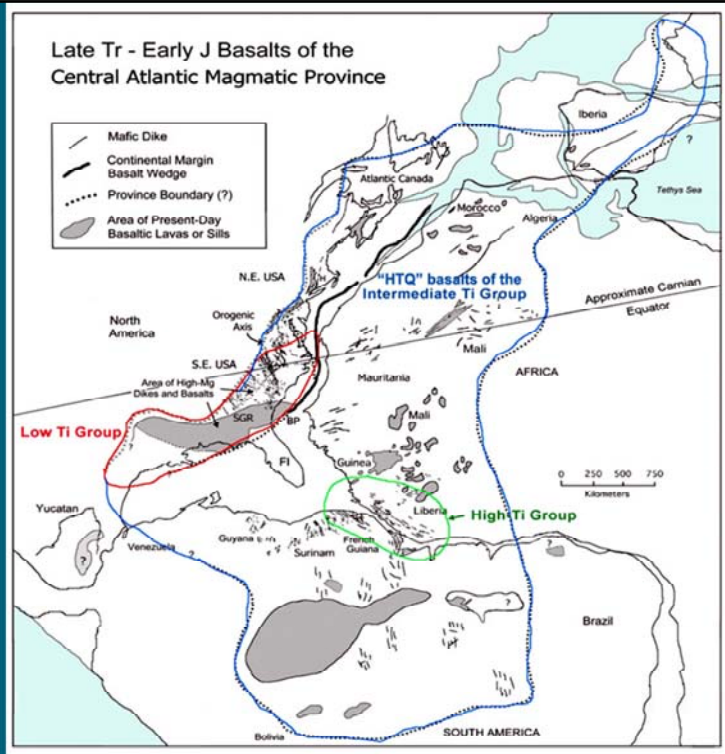 Late Tr - Early J Basalts of the
Central Atlantic Magmatic Province
Mafic Dike
Continental Margin
Basalt Wedge
Province Boundary (?)
Area of Present-Day
Basaltic Lavas or Sills
?
Iberia
?
Atlantic Canada
Tethys Sea
Morocco
Algeria
N.E. USA
H
"HTQ" basalts of the
Intermediate Ti Group
Approximate Carnian
Equator
North
America
Orogenic
Axis
S.E. USA
Mali
AFRICA
Area of High-Mg
Dikes and Basalts
Mauritania
Low Ti Group
SGR
BP
Mali
?
Fl
Guinea
0 250 500 750
Kilometers
Yucatan
Liberia
High-Ti Group
?
Venezuela
?
Guyana
Surinam
French
Guiana
?
?
Brazil
Bolivia
SOUTH AMERICA